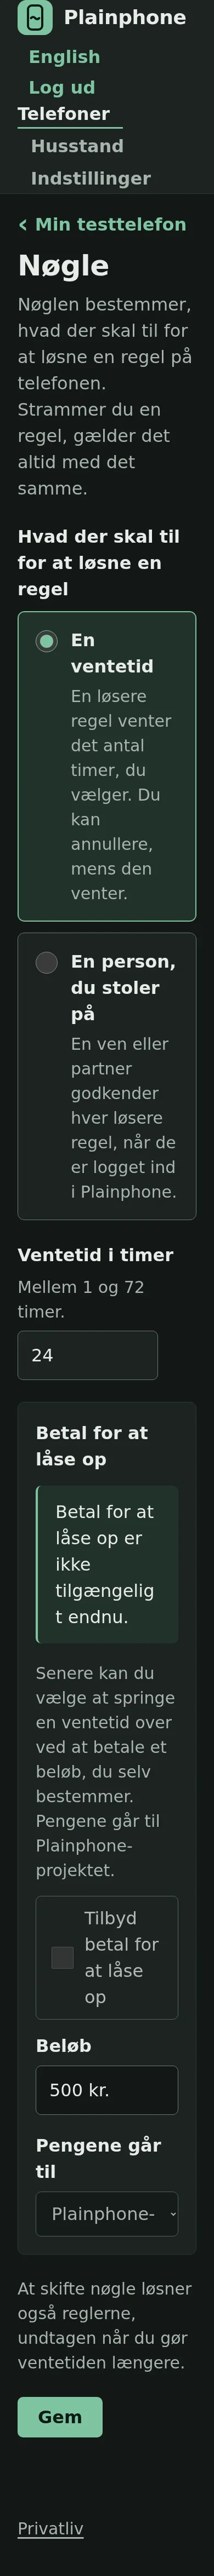 Plainphone
English
Log ud
Telefoner
Husstand
Indstillinger
‹ Min testtelefon
Nøgle
Nøglen bestemmer,
hvad der skal til for
at løsne en regel på
telefonen.
Strammer du en
regel, gælder det
altid med det
samme.
Hvad der skal til
for at løsne en
regel
En
ventetid
En løsere
regel venter
det antal
timer, du
vælger. Du
kan
annullere,
mens den
venter.
En person,
du stoler
på
En ven eller
partner
godkender
hver løsere
regel, når de
er logget ind
i Plainphone.
Ventetid i timer
Mellem 1 og 72
timer.
24
Betal for at
låse op
Betal for at
låse op er
ikke
tilgængelig
t endnu.
Senere kan du
vælge at springe
en ventetid over
ved at betale et
beløb, du selv
bestemmer.
Pengene går til
Plainphone-
projektet.
Tilbyd
betal for
at låse
op
Beløb
500 kr.
Pengene går
til
Plainphone-
At skifte nøgle løsner
også reglerne,
undtagen når du gør
ventetiden længere.
Gem
Privatliv